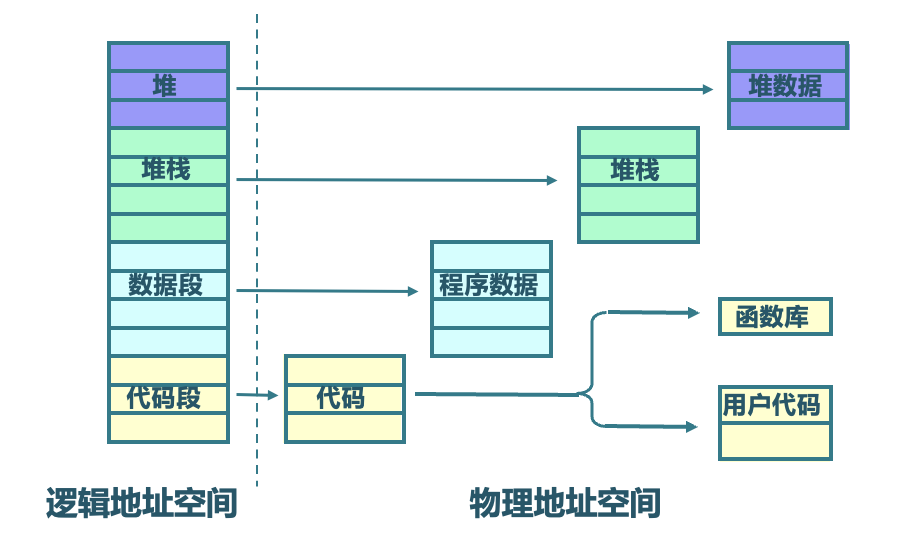 堆
堆数据
堆栈
堆栈
数据段
程序数据
函数库
代码段
代码
用户代码
逻辑地址空间
物理地址空间